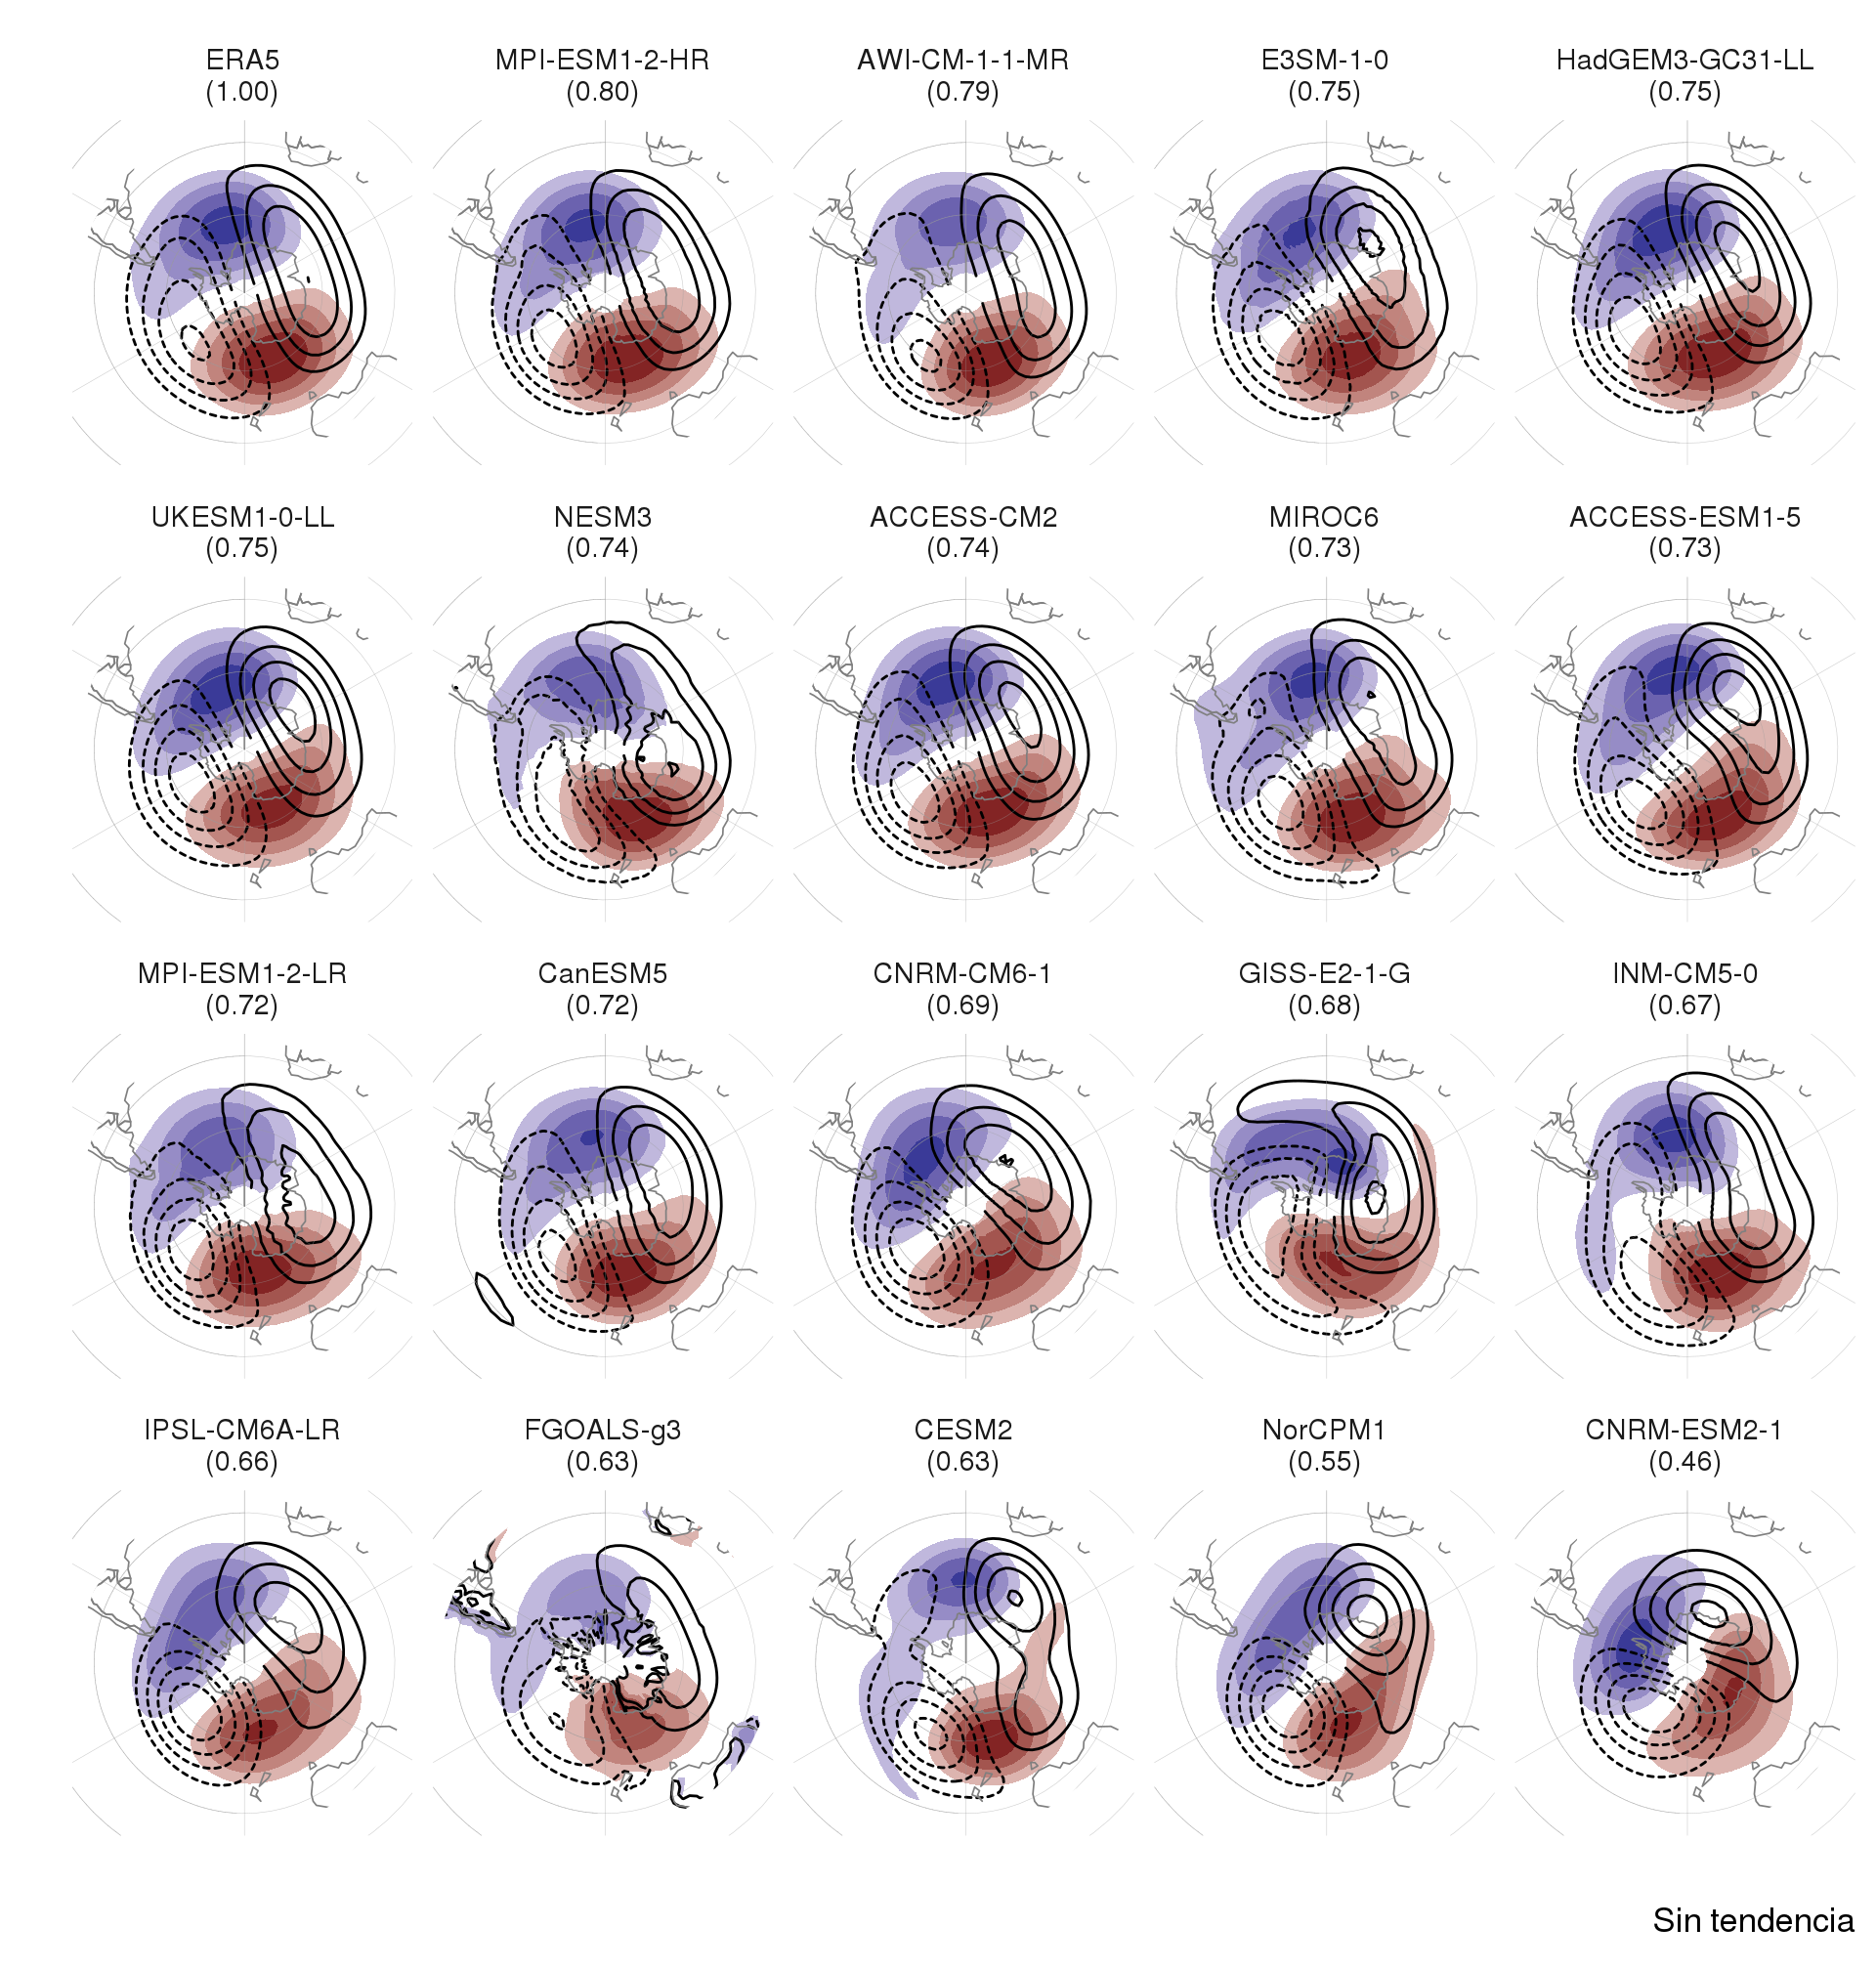 ERA5
(1.00)
MPI-ESM1-2-HR
(0.80)
AWI-CM-1-1-MR
(0.79)
E3SM-1-0
(0.75)
HadGEM3-GC31-LL
(0.75)
UKESM1-0-LL
(0.75)
NESM3
(0.74)
ACCESS-CM2
(0.74)
MIROC6
(0.73)
ACCESS-ESM1-5
(0.73)
MPI-ESM1-2-LR
(0.72)
CanESM5
(0.72)
CNRM-CM6-1
(0.69)
GISS-E2-1-G
(0.68)
INM-CM5-0
(0.67)
IPSL-CM6A-LR
(0.66)
FGOALS-g3
(0.63)
CESM2
(0.63)
NorCPM1
(0.55)
CNRM-ESM2-1
(0.46)
Sin tendencia